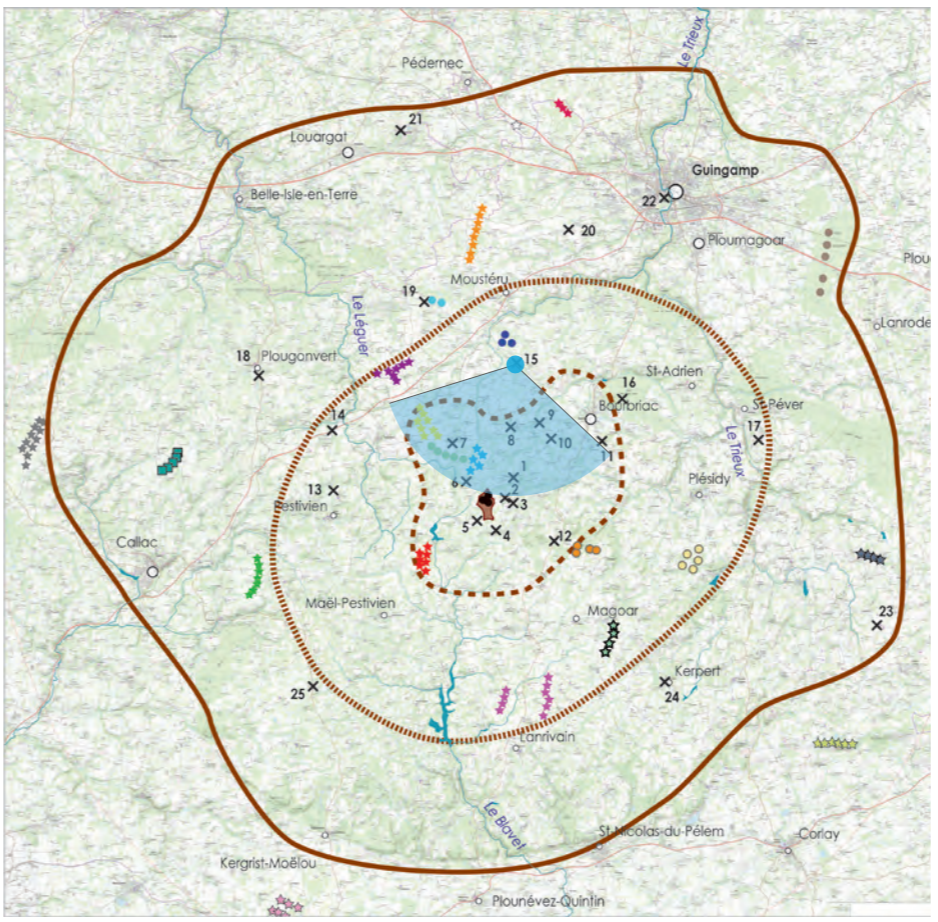 Le Trieux
Pédernec
21
Louargat
Guingamp
Belle-Isle-en-Terre
22
20
Ploumagoar
Moustéru
19
Lanrode
Le Léguer
15
18
Plougonvert
St-Adrien
16
Bourbriac
St-Péver
14
9
8
10
7
11
17
Le Trieux
1
6
2
3
13
Pestivien
Plésidy
5
4
12
Callac
Maël-Pestivien
Magoar
23
Kerpert
24
25
Lanrivain
Le Blavet
St-Nicolas-du-Pélem
Corlay
Kergrist-Moëlou
Plounévez-Quintin